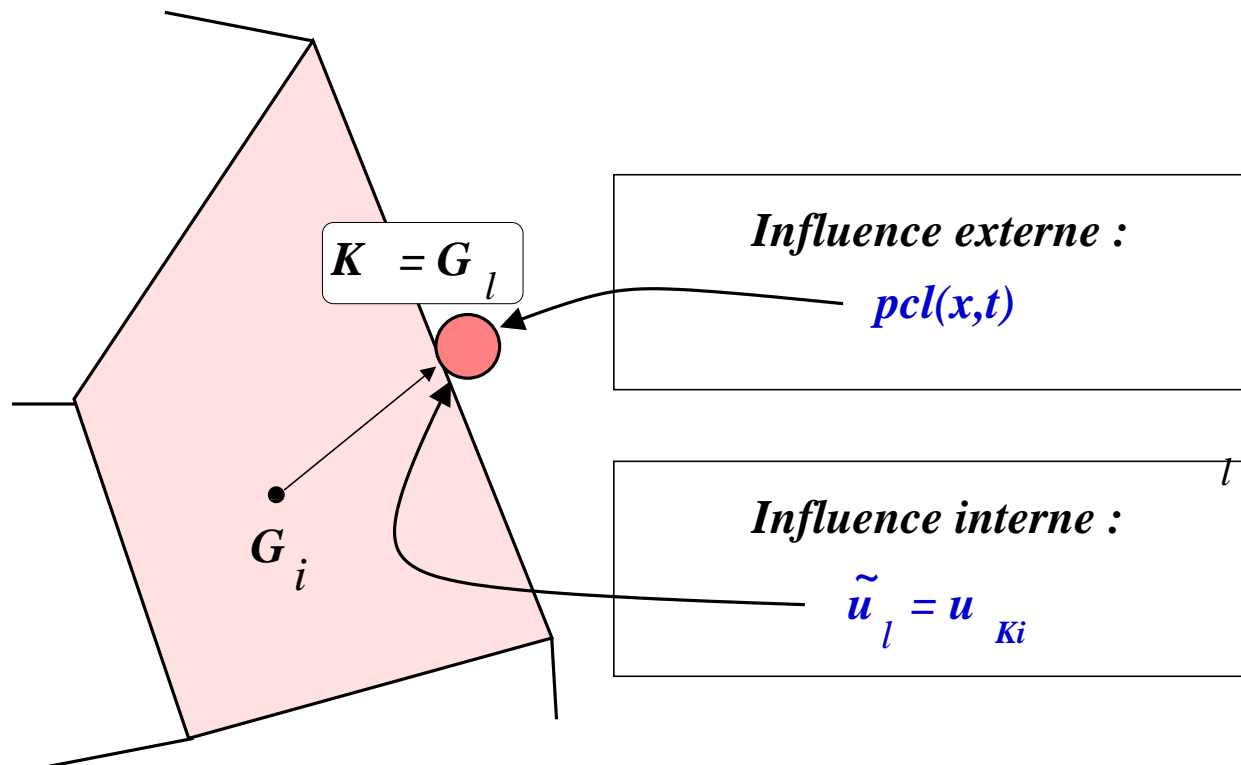 Influence externe :
K = G l
pcl(x,t)
l
Influence interne :
G i
ũ l = u Ki